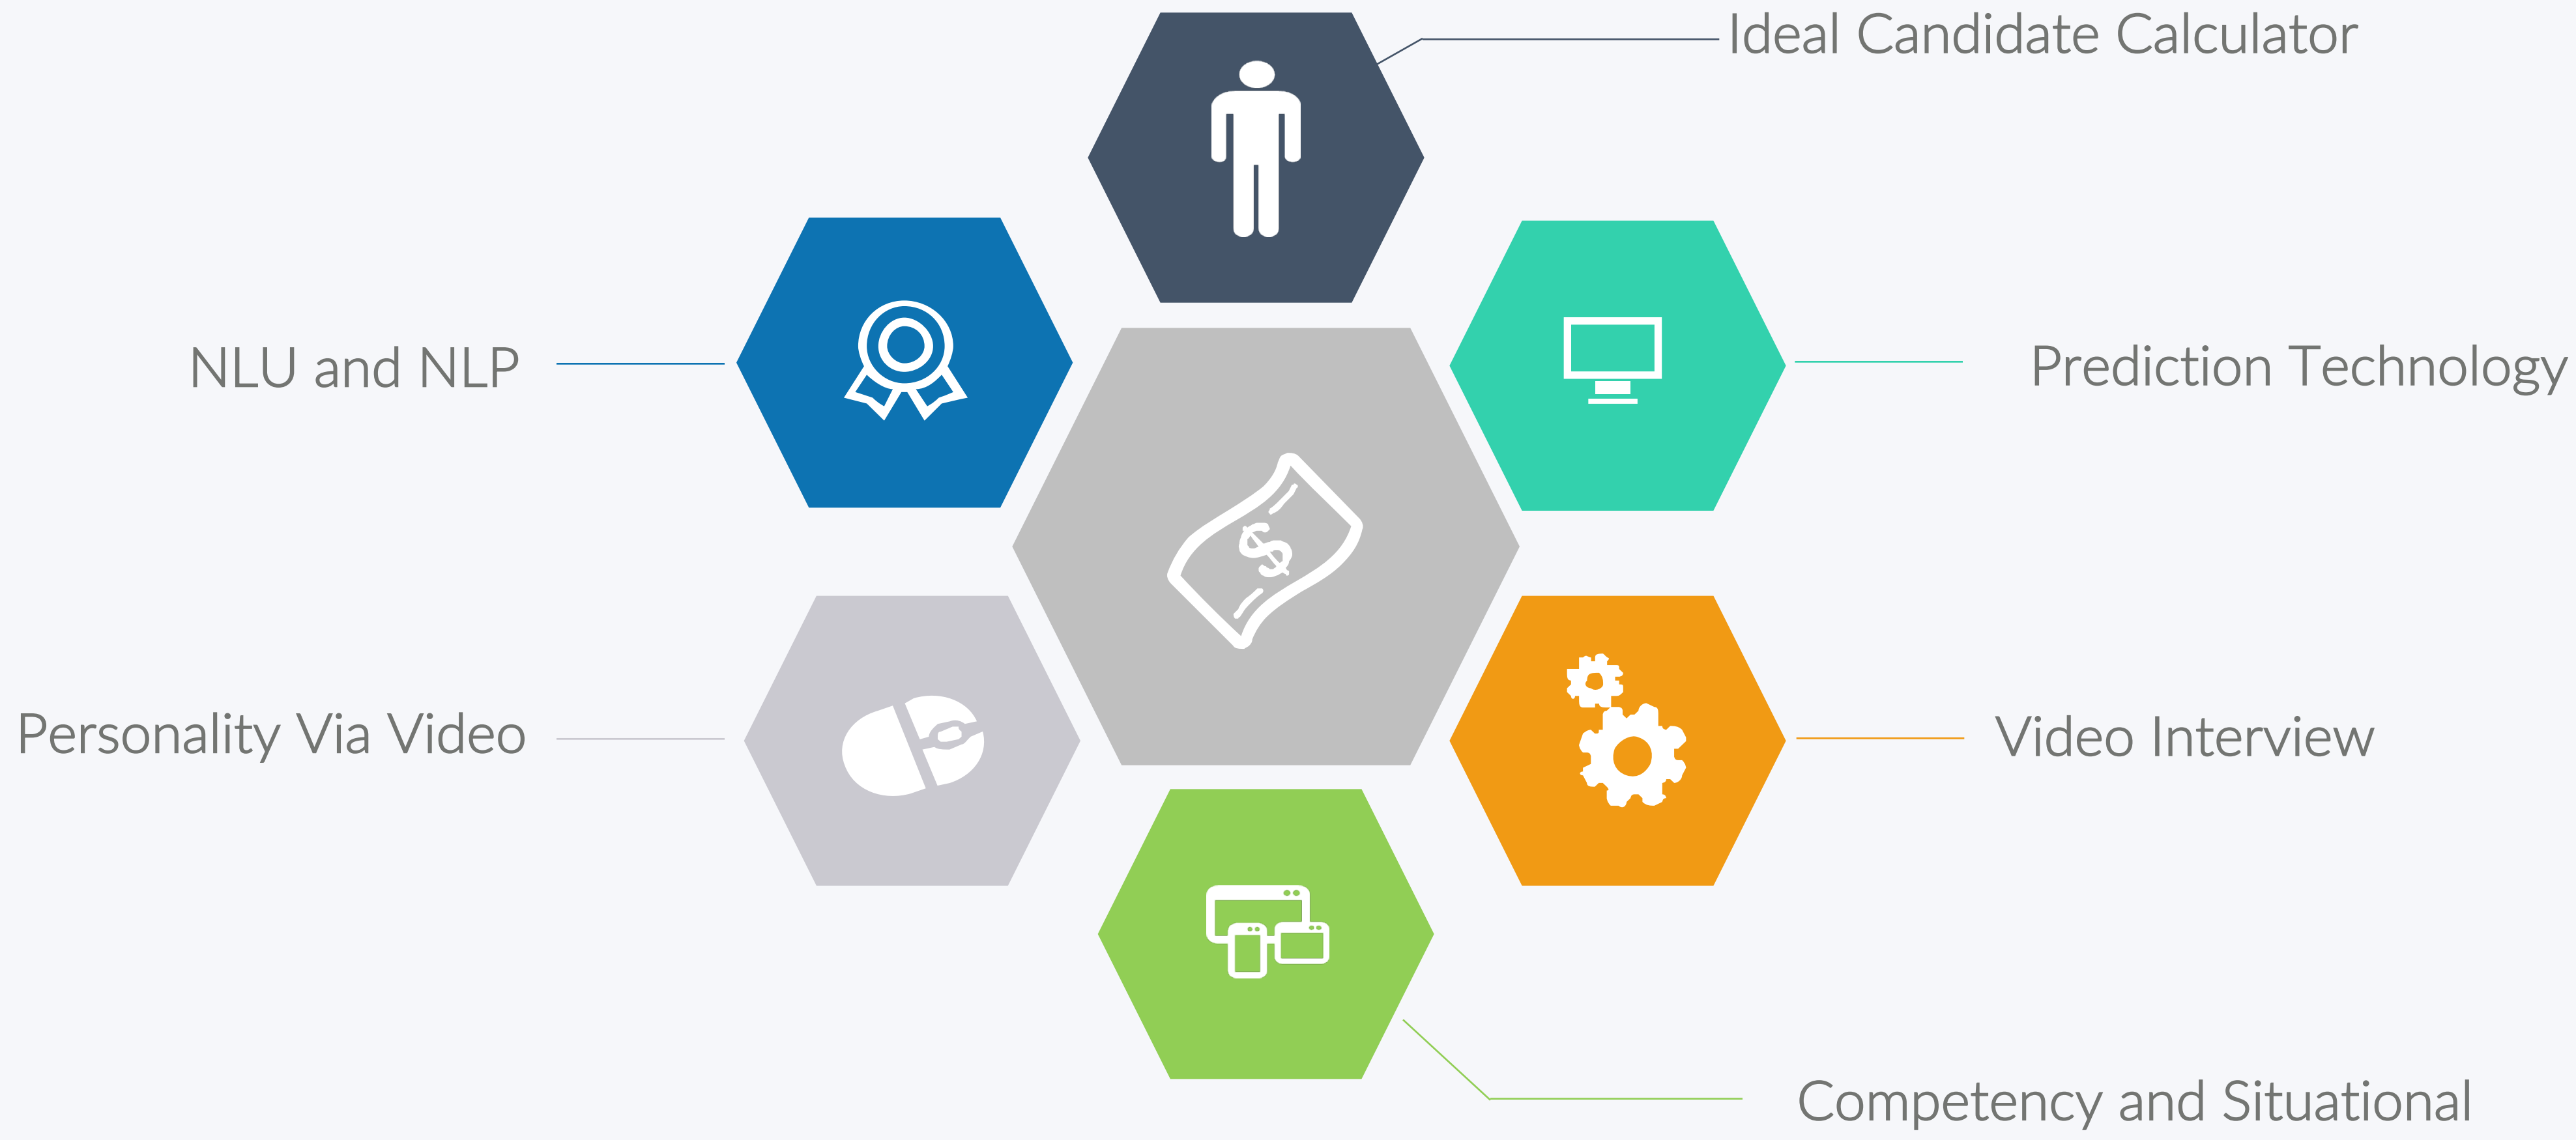 Ideal Candidate Calculator
NLU and NLP
Prediction Technology
$
Personality Via Video
Video Interview
Competency and Situational